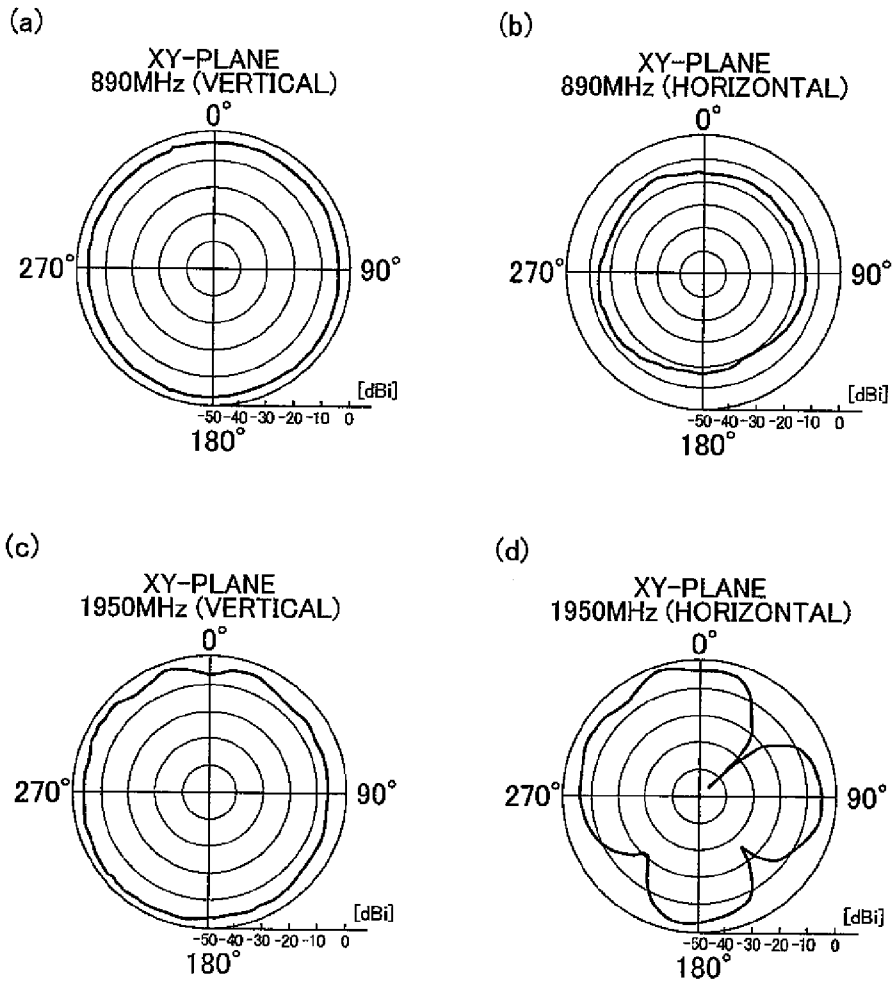 (a)
XY-PLANE
890MHz (VERTICAL)
0°
270°
90°
[dBi]
-50-40-30-20-10 0
180°
(b)
XY-PLANE
890MHz (HORIZONTAL)
0°
270°
90°
[dBi]
-50-40-30-20-10 0
180°
(c)
XY-PLANE
1950MHz (VERTICAL)
0°
270°
90°
[dBi]
-50-40-30-20-10 0
180°
(d)
XY-PLANE
1950MHz (HORIZONTAL)
0°
270°
90°
[dBi]
-50-40-30-20-10 0
180°